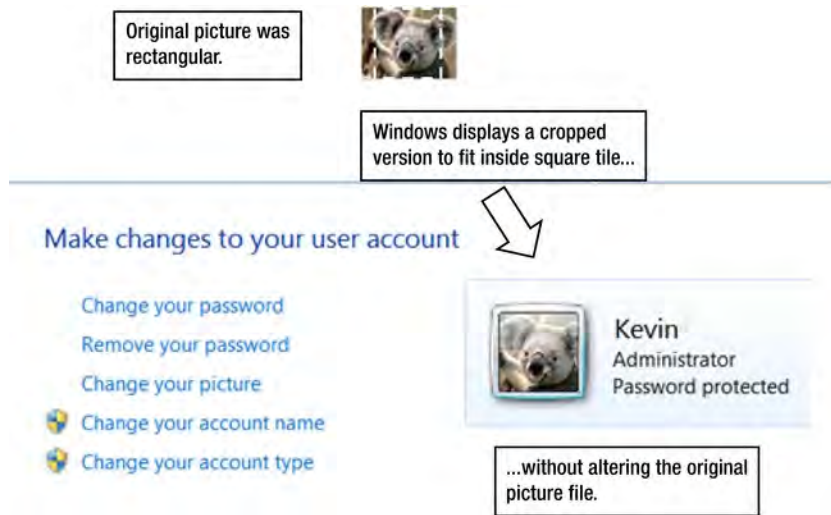 Original picture was
rectangular.
Windows displays a cropped
version to fit inside square tile...
Make changes to your user account
Change your password
Remove your password
Change your picture
Change your account name
Change your account type
Kevin
Administrator
Password protected
...without altering the original
picture file.